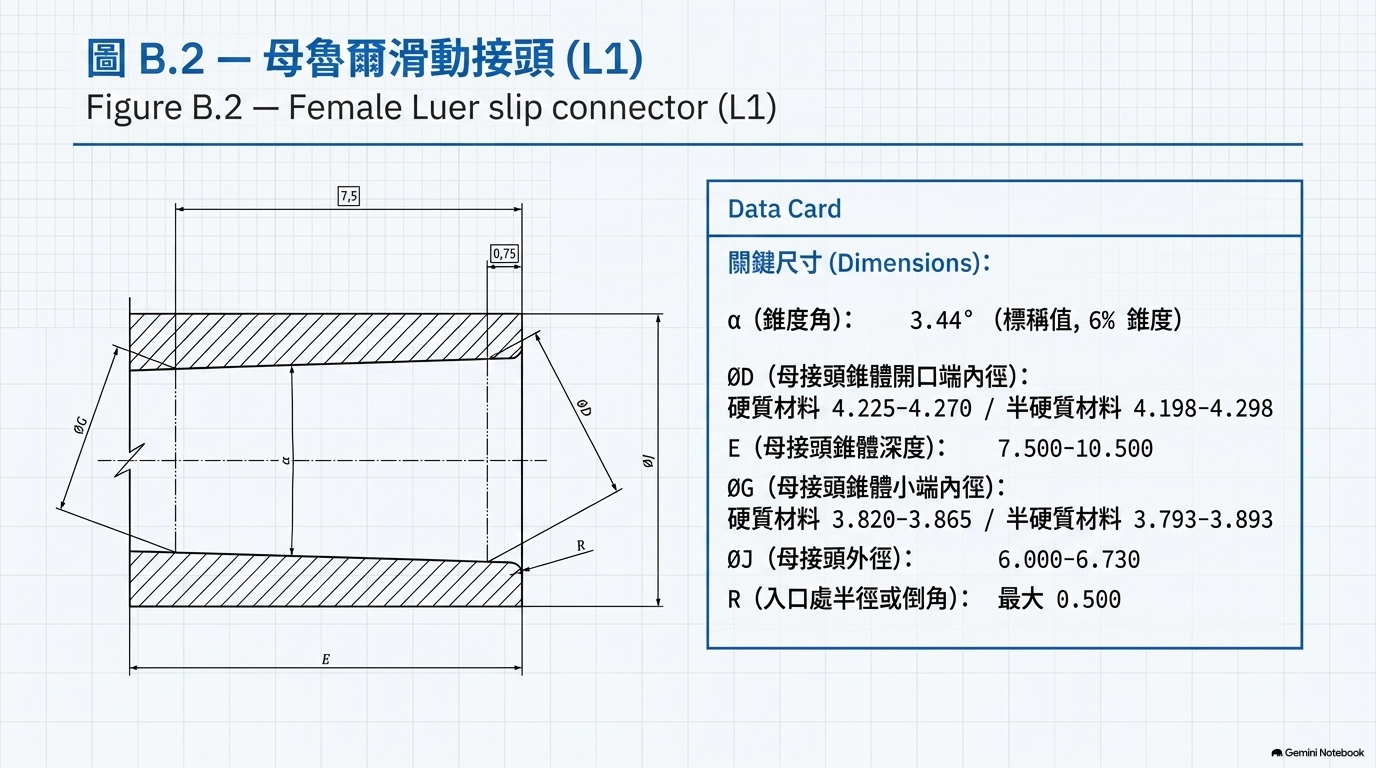 圖 B.2 — 母魯爾滑動接頭 (L1)
Figure B.2 — Female Luer slip connector (L1)
7,5
0,75
ØG
α
ØD
ØJ
R
E
Data Card
關鍵尺寸 (Dimensions)：
α（錐度角）： 3.44° （標稱值, 6% 錐度）
ØD（母接頭錐體開口端內徑）：
硬質材料 4.225-4.270 / 半硬質材料 4.198-4.298
E（母接頭錐體深度）： 7.500-10.500
ØG（母接頭錐體小端內徑）：
硬質材料 3.820-3.865 / 半硬質材料 3.793-3.893
ØJ（母接頭外徑）： 6.000-6.730
R（入口處半徑或倒角）： 最大 0.500
Gemini Notebook